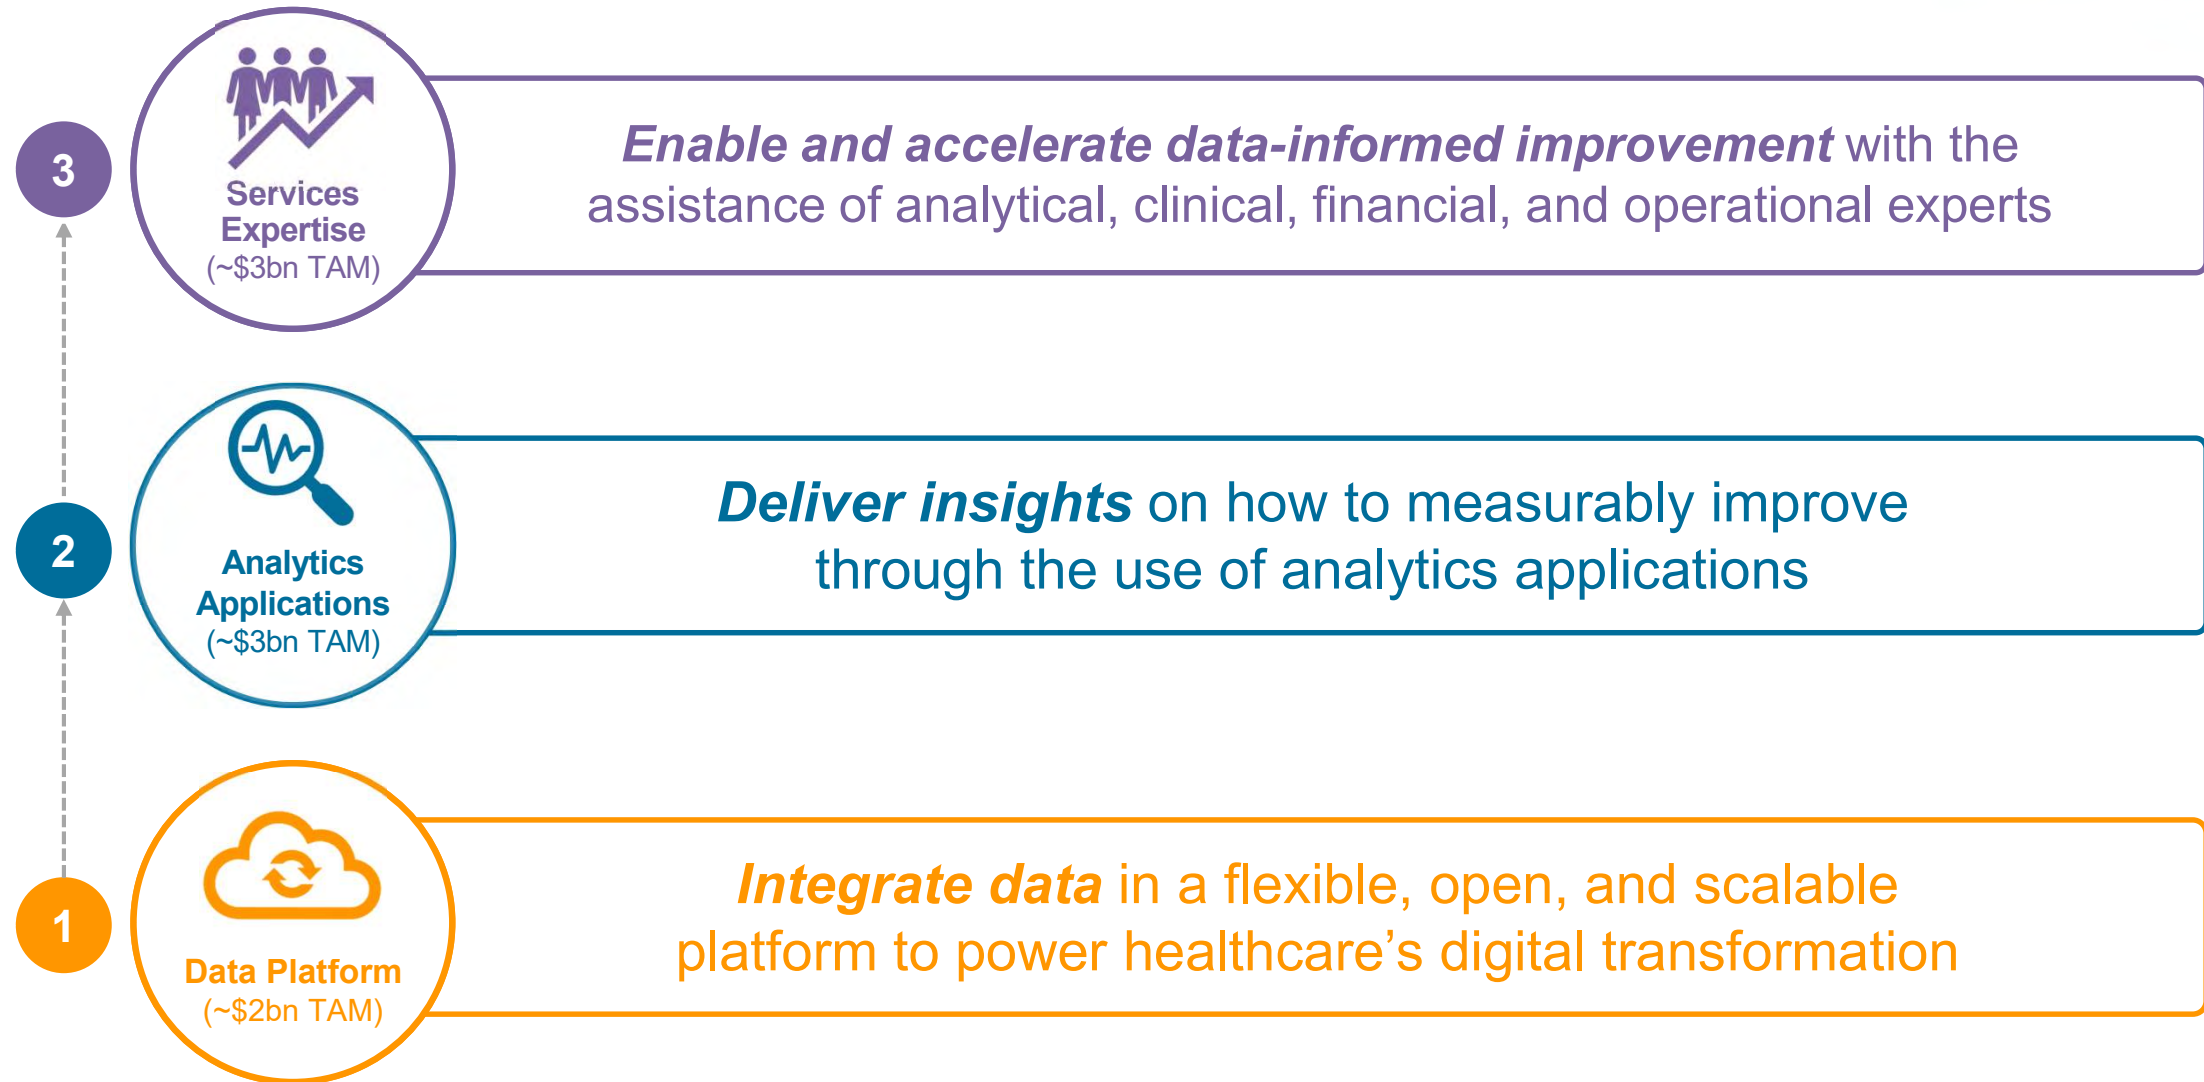 3
Services
Expertise
(~$3bn TAM)
Enable and accelerate data-informed improvement with the
assistance of analytical, clinical, financial, and operational experts
2
Analytics
Applications
(~$3bn TAM)
Deliver insights on how to measurably improve
through the use of analytics applications
1
Data Platform
(~$2bn TAM)
Integrate data in a flexible, open, and scalable
platform to power healthcare’s digital transformation